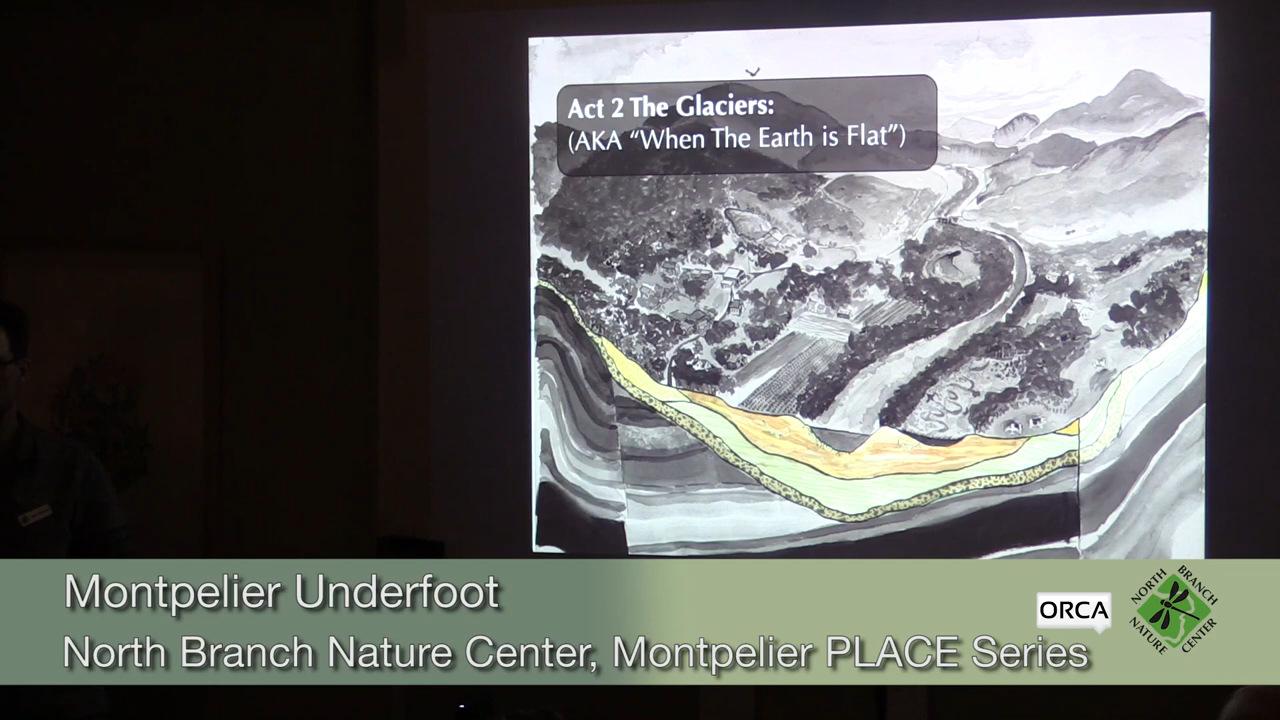 Act 2 The Glaciers:
(AKA “When The Earth is Flat”)
Montpelier Underfoot
North Branch Nature Center, Montpelier PLACE Series
ORCA
NORTH BRANCH
NATURE CENTER